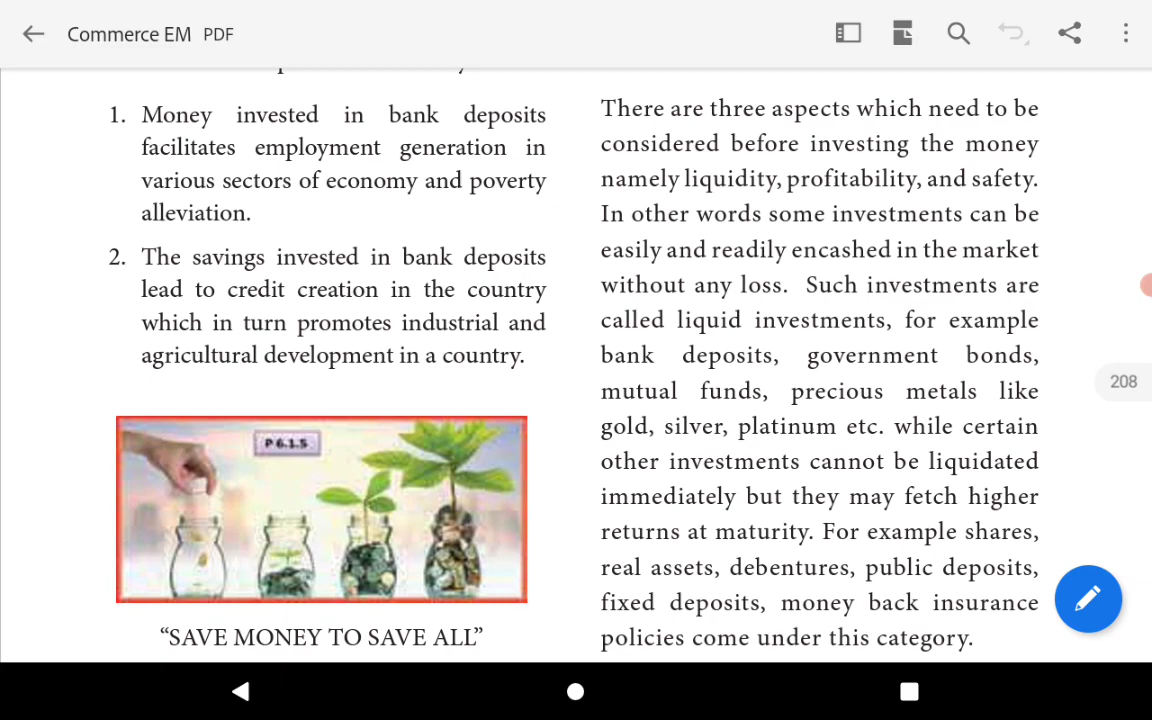 Commerce EM PDF
1. Money invested in bank deposits
facilitates employment generation in
various sectors of economy and poverty
alleviation.
2. The savings invested in bank deposits
lead to credit creation in the country
which in turn promotes industrial and
agricultural development in a country.
P 6.1.5
“SAVE MONEY TO SAVE ALL”
There are three aspects which need to be
considered before investing the money
namely liquidity, profitability, and safety.
In other words some investments can be
easily and readily encashed in the market
without any loss. Such investments are
called liquid investments, for example
bank deposits, government bonds,
mutual funds, precious metals like
gold, silver, platinum etc. while certain
other investments cannot be liquidated
immediately but they may fetch higher
returns at maturity. For example shares,
real assets, debentures, public deposits,
fixed deposits, money back insurance
policies come under this category.
208